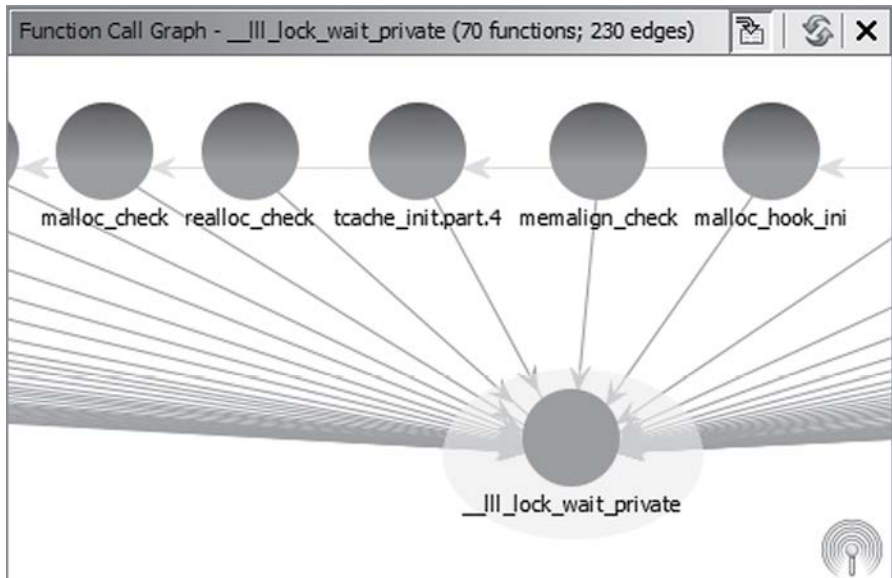 Function Call Graph - __lll_lock_wait_private (70 functions; 230 edges)
malloc_check realloc_check tcache_init.part.4 memalign_check malloc_hook_ini
__lll_lock_wait_private